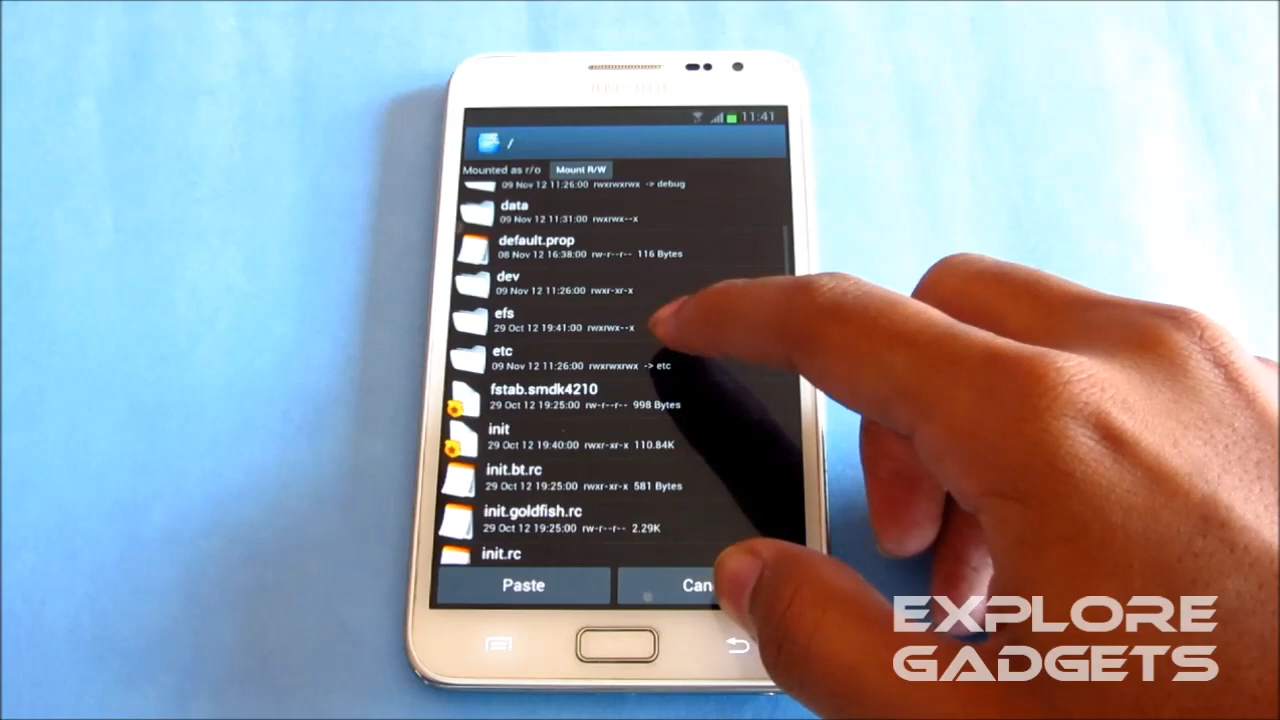 11:41
/
Mounted as r/o Mount R/W
09 Nov 12 11:26:00 rwxrwxrwx -> debug
data
09 Nov 12 11:31:00 rwxrwx--x
default.prop
08 Nov 12 16:38:00 rw-r--r-- 116 Bytes
dev
09 Nov 12 11:26:00 rwxr-xr-x
efs
29 Oct 12 19:41:00 rwxrwx--x
etc
09 Nov 12 11:26:00 rwxrwxrwx -> etc
fstab.smdk4210
29 Oct 12 19:25:00 rw-r--r-- 998 Bytes
init
29 Oct 12 19:40:00 rwxr-xr-x 110.84K
init.bt.rc
29 Oct 12 19:25:00 rwxr-xr-x 581 Bytes
init.goldfish.rc
29 Oct 12 19:25:00 rw-r--r-- 2.29K
init.rc
Paste Can
EXPLORE
GADGETS